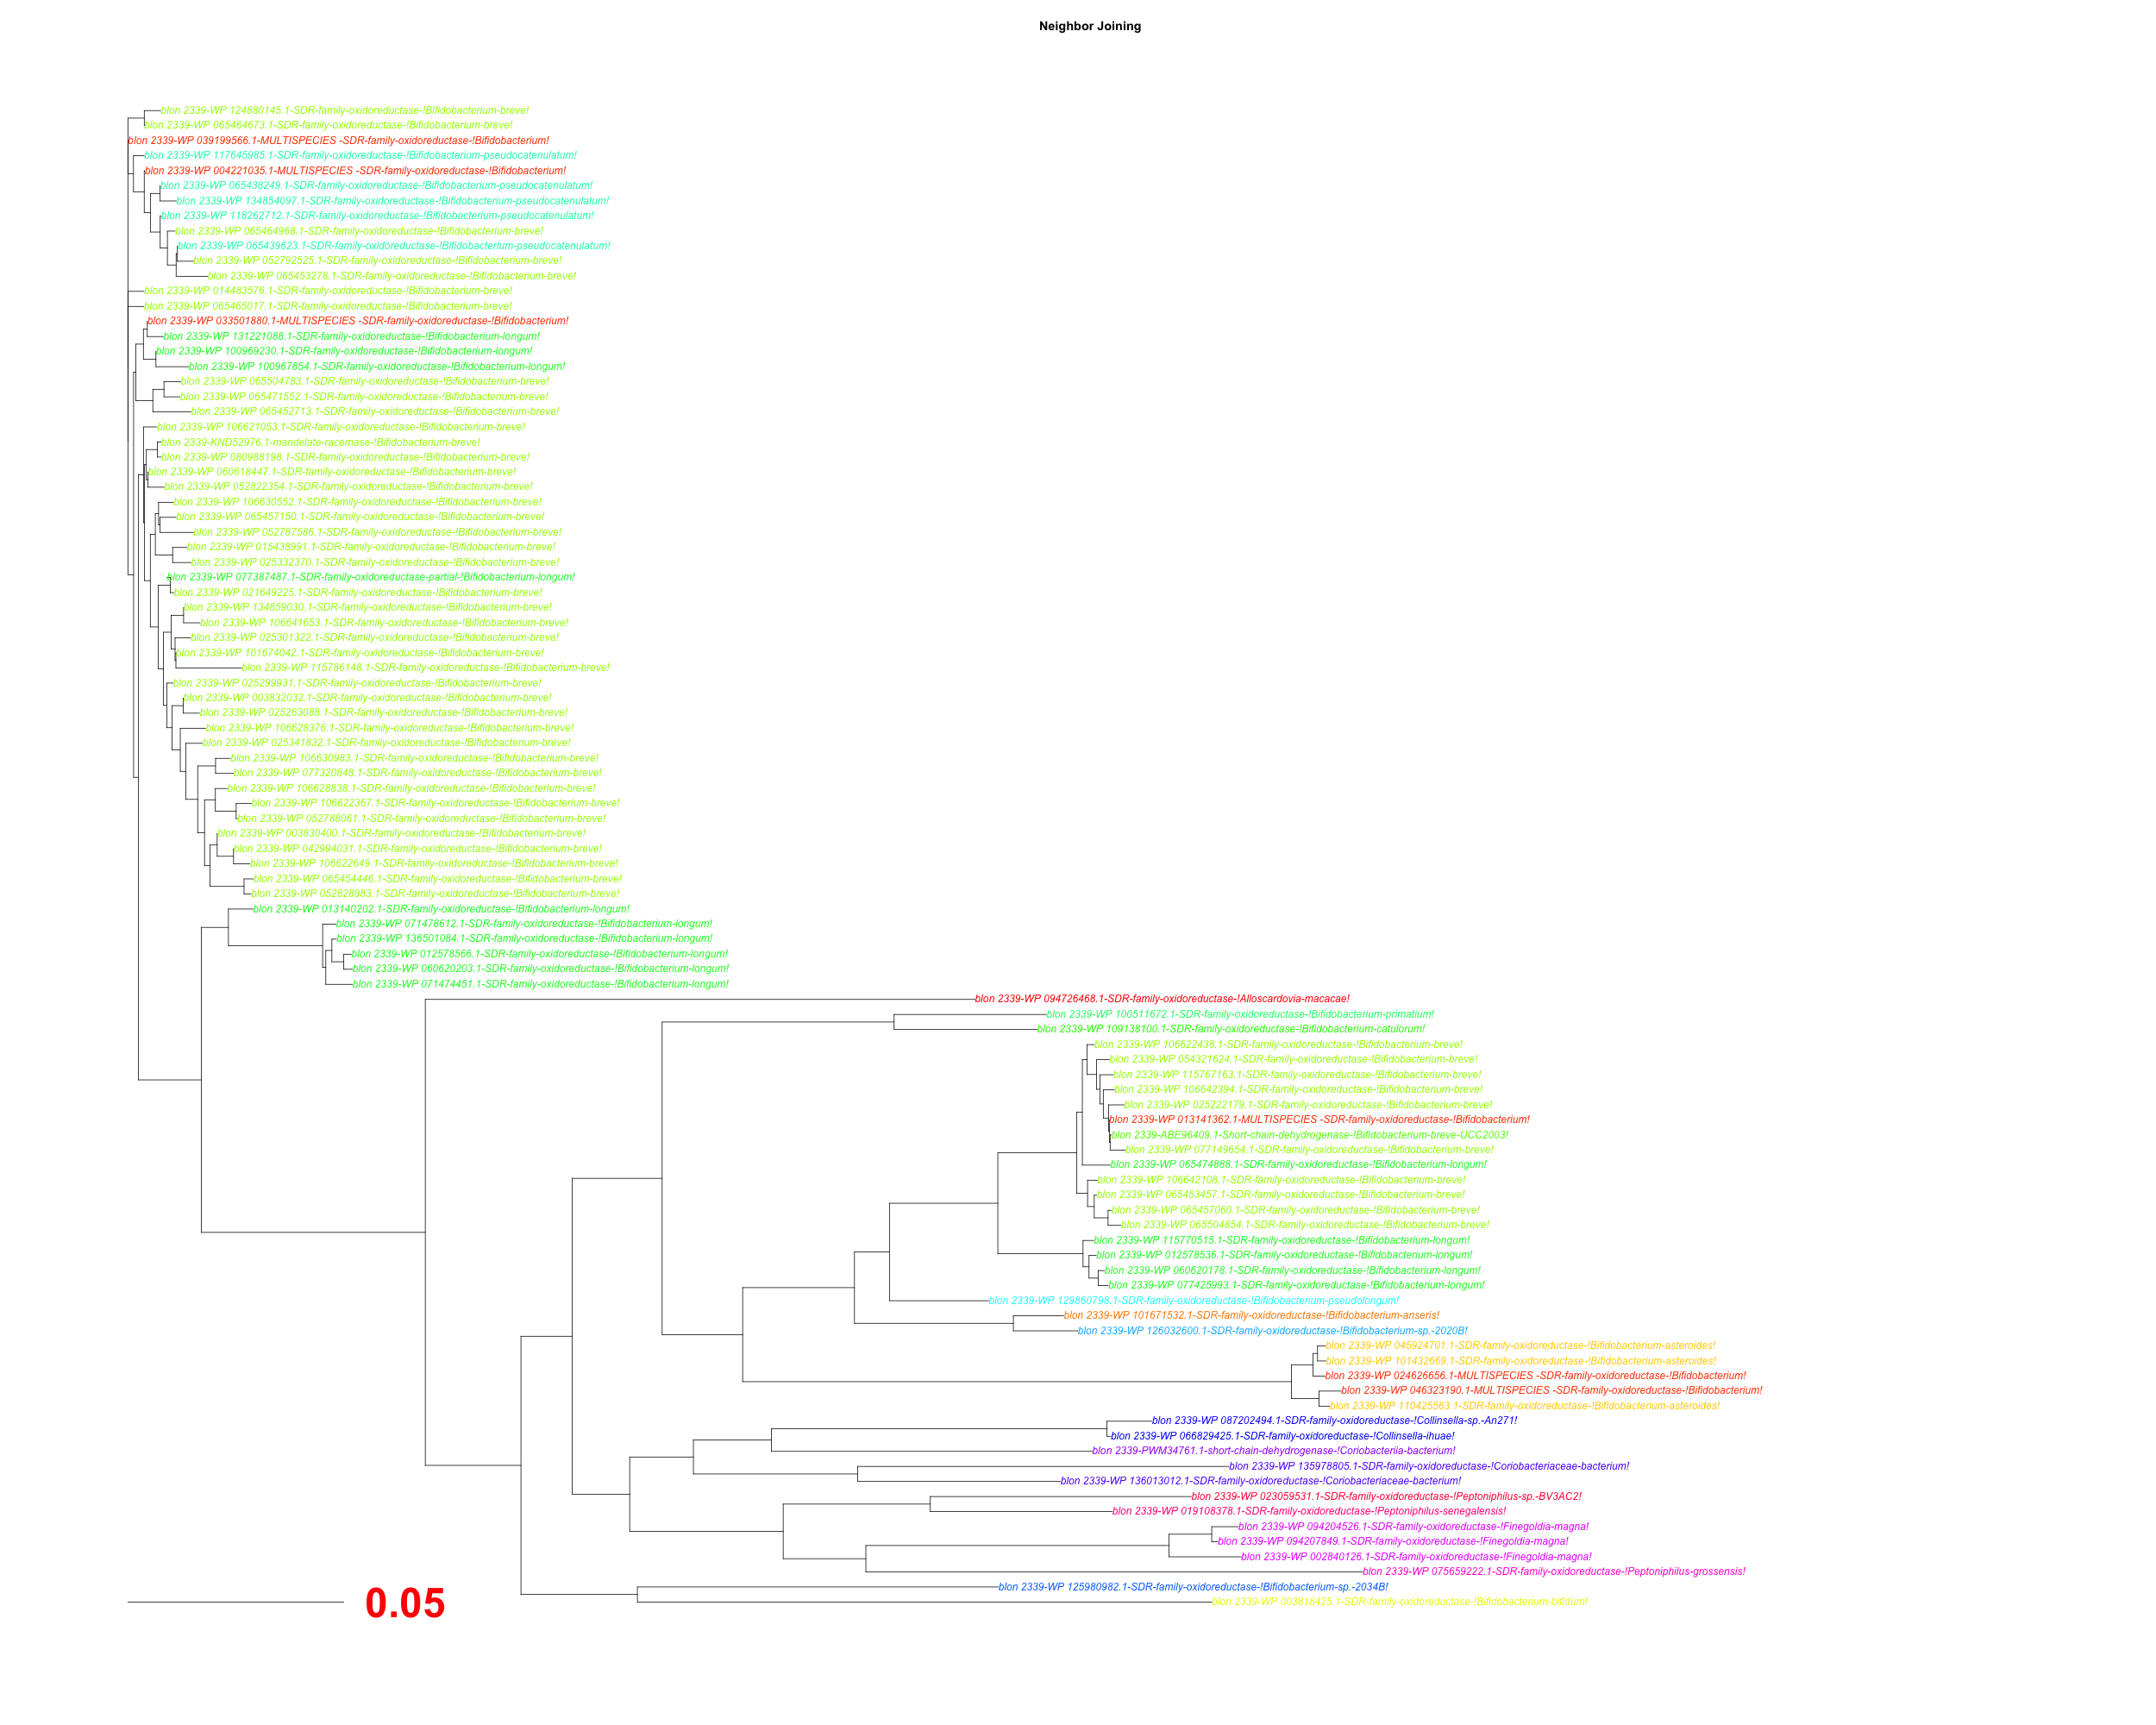 Neighbor Joining
blon 2339-WP 124880145.1-SDR-family-oxidoreductase-!Bifidobacterium-breve!
blon 2339-WP 065464673.1-SDR-family-oxidoreductase-!Bifidobacterium-breve!
blon 2339-WP 039199566.1-MULTISPECIES -SDR-family-oxidoreductase-!Bifidobacterium!
blon 2339-WP 117645985.1-SDR-family-oxidoreductase-!Bifidobacterium-pseudocatenulatum!
blon 2339-WP 004221035.1-MULTISPECIES -SDR-family-oxidoreductase-!Bifidobacterium!
blon 2339-WP 065438249.1-SDR-family-oxidoreductase-!Bifidobacterium-pseudocatenulatum!
blon 2339-WP 134854097.1-SDR-family-oxidoreductase-!Bifidobacterium-pseudocatenulatum!
blon 2339-WP 118262712.1-SDR-family-oxidoreductase-!Bifidobacterium-pseudocatenulatum!
blon 2339-WP 065464968.1-SDR-family-oxidoreductase-!Bifidobacterium-breve!
blon 2339-WP 065439623.1-SDR-family-oxidoreductase-!Bifidobacterium-pseudocatenulatum!
blon 2339-WP 052792525.1-SDR-family-oxidoreductase-!Bifidobacterium-breve!
blon 2339-WP 065453278.1-SDR-family-oxidoreductase-!Bifidobacterium-breve!
blon 2339-WP 014483576.1-SDR-family-oxidoreductase-!Bifidobacterium-breve!
blon 2339-WP 065465017.1-SDR-family-oxidoreductase-!Bifidobacterium-breve!
blon 2339-WP 033501880.1-MULTISPECIES -SDR-family-oxidoreductase-!Bifidobacterium!
blon 2339-WP 131221088.1-SDR-family-oxidoreductase-!Bifidobacterium-longum!
blon 2339-WP 100969230.1-SDR-family-oxidoreductase-!Bifidobacterium-longum!
blon 2339-WP 100967854.1-SDR-family-oxidoreductase-!Bifidobacterium-longum!
blon 2339-WP 065504783.1-SDR-family-oxidoreductase-!Bifidobacterium-breve!
blon 2339-WP 065471552.1-SDR-family-oxidoreductase-!Bifidobacterium-breve!
blon 2339-WP 065452713.1-SDR-family-oxidoreductase-!Bifidobacterium-breve!
blon 2339-WP 106621053.1-SDR-family-oxidoreductase-!Bifidobacterium-breve!
blon 2339-KND52976.1-mandelate-racemase-!Bifidobacterium-breve!
blon 2339-WP 080988198.1-SDR-family-oxidoreductase-!Bifidobacterium-breve!
blon 2339-WP 060618447.1-SDR-family-oxidoreductase-!Bifidobacterium-breve!
blon 2339-WP 052822354.1-SDR-family-oxidoreductase-!Bifidobacterium-breve!
blon 2339-WP 106630552.1-SDR-family-oxidoreductase-!Bifidobacterium-breve!
blon 2339-WP 065457150.1-SDR-family-oxidoreductase-!Bifidobacterium-breve!
blon 2339-WP 052787586.1-SDR-family-oxidoreductase-!Bifidobacterium-breve!
blon 2339-WP 015438991.1-SDR-family-oxidoreductase-!Bifidobacterium-breve!
blon 2339-WP 025332370.1-SDR-family-oxidoreductase-!Bifidobacterium-breve!
blon 2339-WP 077387487.1-SDR-family-oxidoreductase-partial-!Bifidobacterium-longum!
blon 2339-WP 021649225.1-SDR-family-oxidoreductase-!Bifidobacterium-breve!
blon 2339-WP 134859030.1-SDR-family-oxidoreductase-!Bifidobacterium-breve!
blon 2339-WP 106641653.1-SDR-family-oxidoreductase-!Bifidobacterium-breve!
blon 2339-WP 025301322.1-SDR-family-oxidoreductase-!Bifidobacterium-breve!
blon 2339-WP 101674042.1-SDR-family-oxidoreductase-!Bifidobacterium-breve!
blon 2339-WP 115786148.1-SDR-family-oxidoreductase-!Bifidobacterium-breve!
blon 2339-WP 025299931.1-SDR-family-oxidoreductase-!Bifidobacterium-breve!
blon 2339-WP 003832032.1-SDR-family-oxidoreductase-!Bifidobacterium-breve!
blon 2339-WP 025263088.1-SDR-family-oxidoreductase-!Bifidobacterium-breve!
blon 2339-WP 106628376.1-SDR-family-oxidoreductase-!Bifidobacterium-breve!
blon 2339-WP 025341832.1-SDR-family-oxidoreductase-!Bifidobacterium-breve!
blon 2339-WP 106630983.1-SDR-family-oxidoreductase-!Bifidobacterium-breve!
blon 2339-WP 077320848.1-SDR-family-oxidoreductase-!Bifidobacterium-breve!
blon 2339-WP 106628838.1-SDR-family-oxidoreductase-!Bifidobacterium-breve!
blon 2339-WP 106622367.1-SDR-family-oxidoreductase-!Bifidobacterium-breve!
blon 2339-WP 052788061.1-SDR-family-oxidoreductase-!Bifidobacterium-breve!
blon 2339-WP 003830400.1-SDR-family-oxidoreductase-!Bifidobacterium-breve!
blon 2339-WP 042994031.1-SDR-family-oxidoreductase-!Bifidobacterium-breve!
blon 2339-WP 106622649.1-SDR-family-oxidoreductase-!Bifidobacterium-breve!
blon 2339-WP 065454446.1-SDR-family-oxidoreductase-!Bifidobacterium-breve!
blon 2339-WP 052828983.1-SDR-family-oxidoreductase-!Bifidobacterium-breve!
blon 2339-WP 013140202.1-SDR-family-oxidoreductase-!Bifidobacterium-longum!
blon 2339-WP 071478612.1-SDR-family-oxidoreductase-!Bifidobacterium-longum!
blon 2339-WP 136501084.1-SDR-family-oxidoreductase-!Bifidobacterium-longum!
blon 2339-WP 012578566.1-SDR-family-oxidoreductase-!Bifidobacterium-longum!
blon 2339-WP 060620203.1-SDR-family-oxidoreductase-!Bifidobacterium-longum!
blon 2339-WP 071474451.1-SDR-family-oxidoreductase-!Bifidobacterium-longum!
blon 2339-WP 094726468.1-SDR-family-oxidoreductase-!Alloscardovia-macacae!
blon 2339-WP 100511672.1-SDR-family-oxidoreductase-!Bifidobacterium-primatium!
blon 2339-WP 109138100.1-SDR-family-oxidoreductase-!Bifidobacterium-catulorum!
blon 2339-WP 106622438.1-SDR-family-oxidoreductase-!Bifidobacterium-breve!
blon 2339-WP 054321624.1-SDR-family-oxidoreductase-!Bifidobacterium-breve!
blon 2339-WP 115767163.1-SDR-family-oxidoreductase-!Bifidobacterium-breve!
blon 2339-WP 106642394.1-SDR-family-oxidoreductase-!Bifidobacterium-breve!
blon 2339-WP 025222179.1-SDR-family-oxidoreductase-!Bifidobacterium-breve!
blon 2339-WP 013141362.1-MULTISPECIES -SDR-family-oxidoreductase-!Bifidobacterium!
blon 2339-ABE96409.1-Short-chain-dehydrogenase-!Bifidobacterium-breve-UCC2003!
blon 2339-WP 077149654.1-SDR-family-oxidoreductase-!Bifidobacterium-breve!
blon 2339-WP 065474888.1-SDR-family-oxidoreductase-!Bifidobacterium-longum!
blon 2339-WP 106642108.1-SDR-family-oxidoreductase-!Bifidobacterium-breve!
blon 2339-WP 065453457.1-SDR-family-oxidoreductase-!Bifidobacterium-breve!
blon 2339-WP 065457060.1-SDR-family-oxidoreductase-!Bifidobacterium-breve!
blon 2339-WP 065504854.1-SDR-family-oxidoreductase-!Bifidobacterium-breve!
blon 2339-WP 115770515.1-SDR-family-oxidoreductase-!Bifidobacterium-longum!
blon 2339-WP 012578536.1-SDR-family-oxidoreductase-!Bifidobacterium-longum!
blon 2339-WP 060620178.1-SDR-family-oxidoreductase-!Bifidobacterium-longum!
blon 2339-WP 077425993.1-SDR-family-oxidoreductase-!Bifidobacterium-longum!
blon 2339-WP 129860798.1-SDR-family-oxidoreductase-!Bifidobacterium-pseudolongum!
blon 2339-WP 101671532.1-SDR-family-oxidoreductase-!Bifidobacterium-anseris!
blon 2339-WP 126032600.1-SDR-family-oxidoreductase-!Bifidobacterium-sp.-2020B!
blon 2339-WP 045924701.1-SDR-family-oxidoreductase-!Bifidobacterium-asteroides!
blon 2339-WP 101432669.1-SDR-family-oxidoreductase-!Bifidobacterium-asteroides!
blon 2339-WP 024626656.1-MULTISPECIES -SDR-family-oxidoreductase-!Bifidobacterium!
blon 2339-WP 046323190.1-MULTISPECIES -SDR-family-oxidoreductase-!Bifidobacterium!
blon 2339-WP 110425563.1-SDR-family-oxidoreductase-!Bifidobacterium-asteroides!
blon 2339-WP 087202494.1-SDR-family-oxidoreductase-!Collinsella-sp.-An271!
blon 2339-WP 066829425.1-SDR-family-oxidoreductase-!Collinsella-ihuae!
blon 2339-PWM34761.1-short-chain-dehydrogenase-!Coriobacteriia-bacterium!
blon 2339-WP 135978805.1-SDR-family-oxidoreductase-!Coriobacteriaceae-bacterium!
blon 2339-WP 136013012.1-SDR-family-oxidoreductase-!Coriobacteriaceae-bacterium!
blon 2339-WP 023059531.1-SDR-family-oxidoreductase-!Peptoniphilus-sp.-BV3AC2!
blon 2339-WP 019108378.1-SDR-family-oxidoreductase-!Peptoniphilus-senegalensis!
blon 2339-WP 094204526.1-SDR-family-oxidoreductase-!Finegoldia-magna!
blon 2339-WP 094207849.1-SDR-family-oxidoreductase-!Finegoldia-magna!
blon 2339-WP 002840126.1-SDR-family-oxidoreductase-!Finegoldia-magna!
blon 2339-WP 075659222.1-SDR-family-oxidoreductase-!Peptoniphilus-grossensis!
blon 2339-WP 125980982.1-SDR-family-oxidoreductase-!Bifidobacterium-sp.-2034B!
blon 2339-WP 003818425.1-SDR-family-oxidoreductase-!Bifidobacterium-bifidum!
0.05